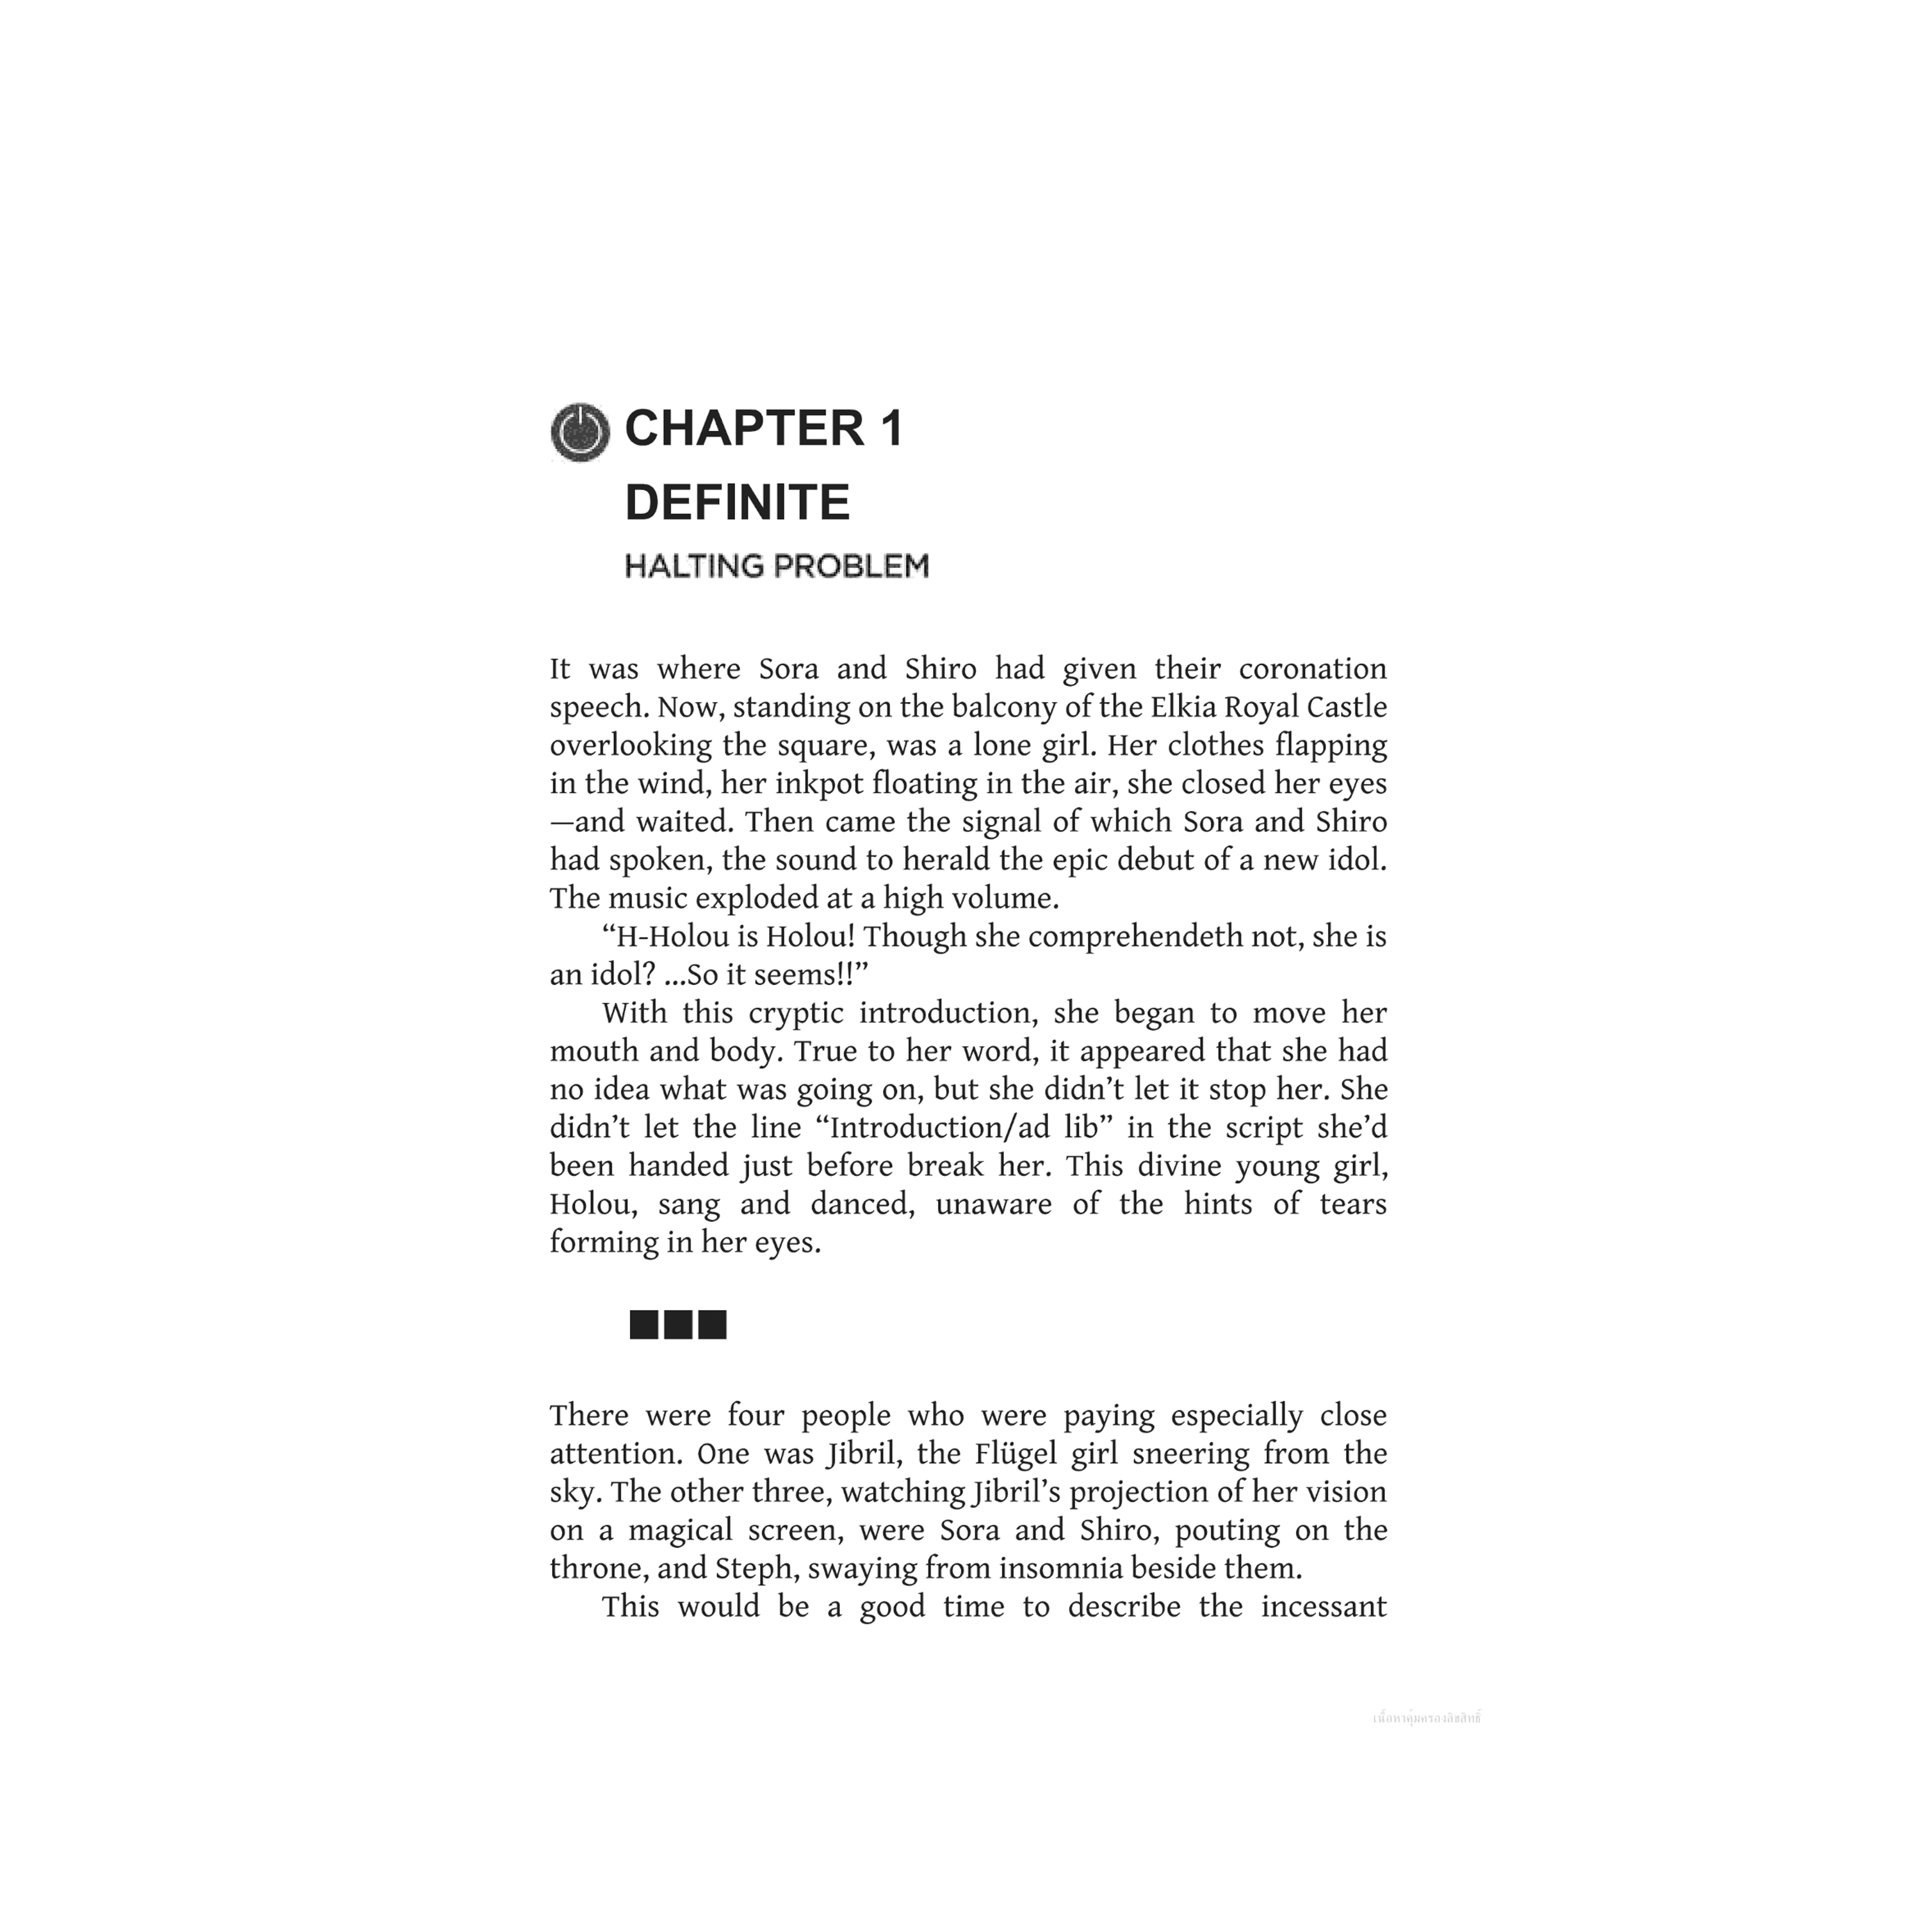 CHAPTER 1
DEFINITE
HALTING PROBLEM
It was where Sora and Shiro had given their coronation
speech. Now, standing on the balcony of the Elkia Royal Castle
overlooking the square, was a lone girl. Her clothes flapping
in the wind, her inkpot floating in the air, she closed her eyes
—and waited. Then came the signal of which Sora and Shiro
had spoken, the sound to herald the epic debut of a new idol.
The music exploded at a high volume.
“H-Holou is Holou! Though she comprehendeth not, she is
an idol? ...So it seems!!”
With this cryptic introduction, she began to move her
mouth and body. True to her word, it appeared that she had
no idea what was going on, but she didn’t let it stop her. She
didn’t let the line “Introduction/ad lib” in the script she’d
been handed just before break her. This divine young girl,
Holou, sang and danced, unaware of the hints of tears
forming in her eyes.
■■■
There were four people who were paying especially close
attention. One was Jibril, the Flügel girl sneering from the
sky. The other three, watching Jibril’s projection of her vision
on a magical screen, were Sora and Shiro, pouting on the
throne, and Steph, swaying from insomnia beside them.
This would be a good time to describe the incessant
เนื้อหาคุ้มครองลิขสิทธิ์